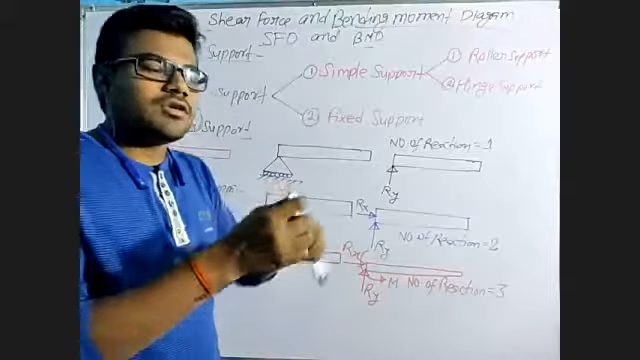 Shear Force and Bending moment Diagram
SFD and BMD
Support -
① Simple Support
① Roller Support
② Hinge Support
Support
② Fixed Support
Support -
NO of Reaction = 1
Ry
Rx
Ry
NO of Reaction = 2
Rx
M
NO of Reaction = 3
Ry